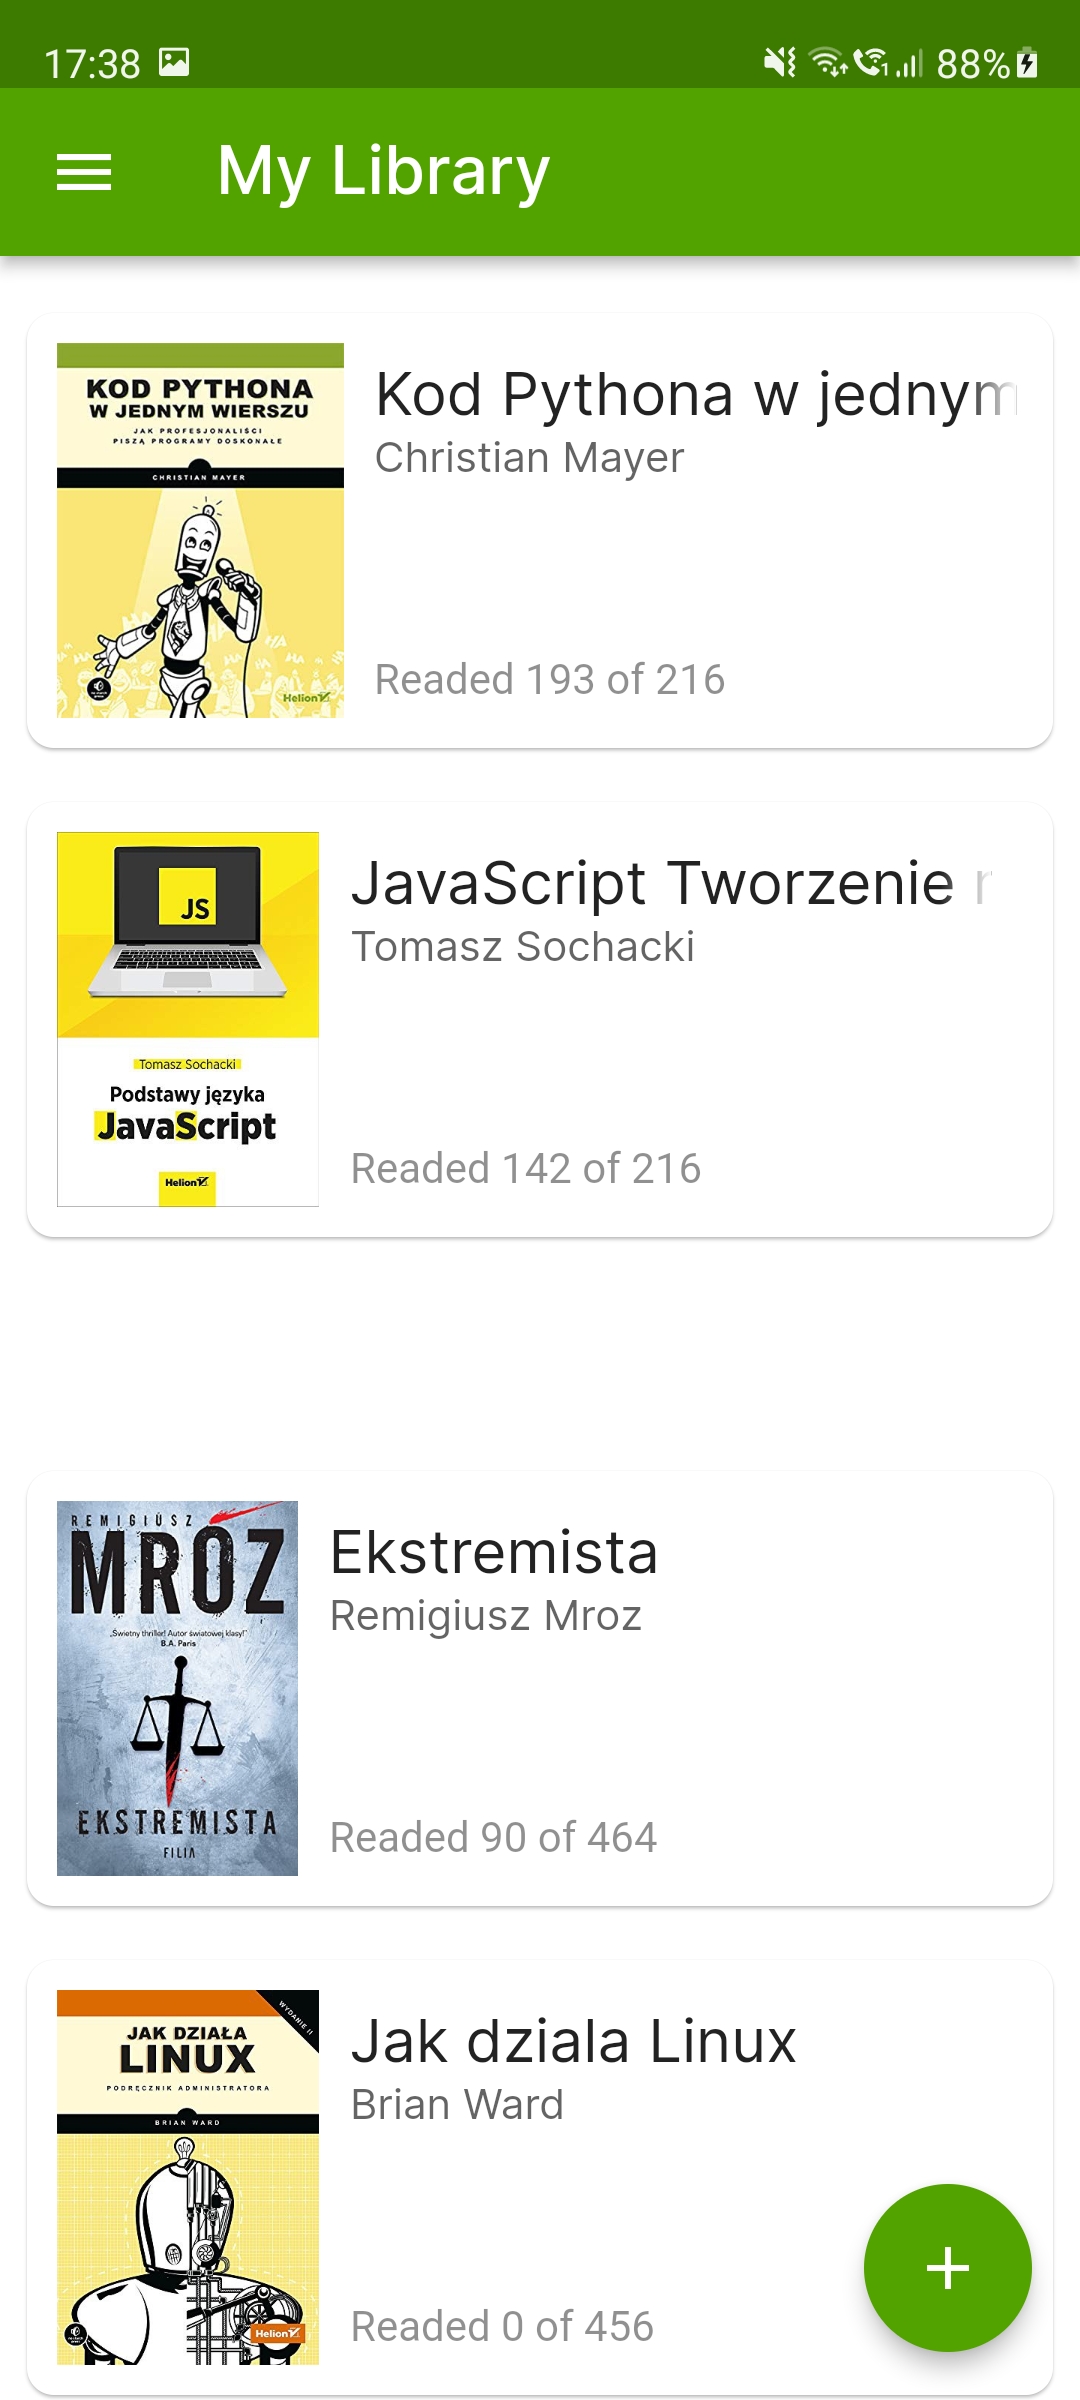 17:38
88%
My Library
KOD PYTHONA
W JEDNYM WIERSZU
JAK PROFESJONALIŚCI
PISZĄ PROGRAMY DOSKONAŁE
CHRISTIAN MAYER
HA HA HA HA
Helion
Kod Pythona w jednym
Christian Mayer
Readed 193 of 216
JS
Tomasz Sochacki
Podstawy języka
JavaScript
Helion
JavaScript Tworzenie
Tomasz Sochacki
Readed 142 of 216
REMIGIUSZ
MRÓZ
„Świetny thriller! Autor światowej klasy!”
B.A. Paris
EKSTREMISTA
FILIA
Ekstremista
Remigiusz Mroz
Readed 90 of 464
WYDANIE II
JAK DZIAŁA
LINUX
PODRĘCZNIK ADMINISTRATORA
BRIAN WARD
Helion
Jak dziala Linux
Brian Ward
Readed 0 of 456